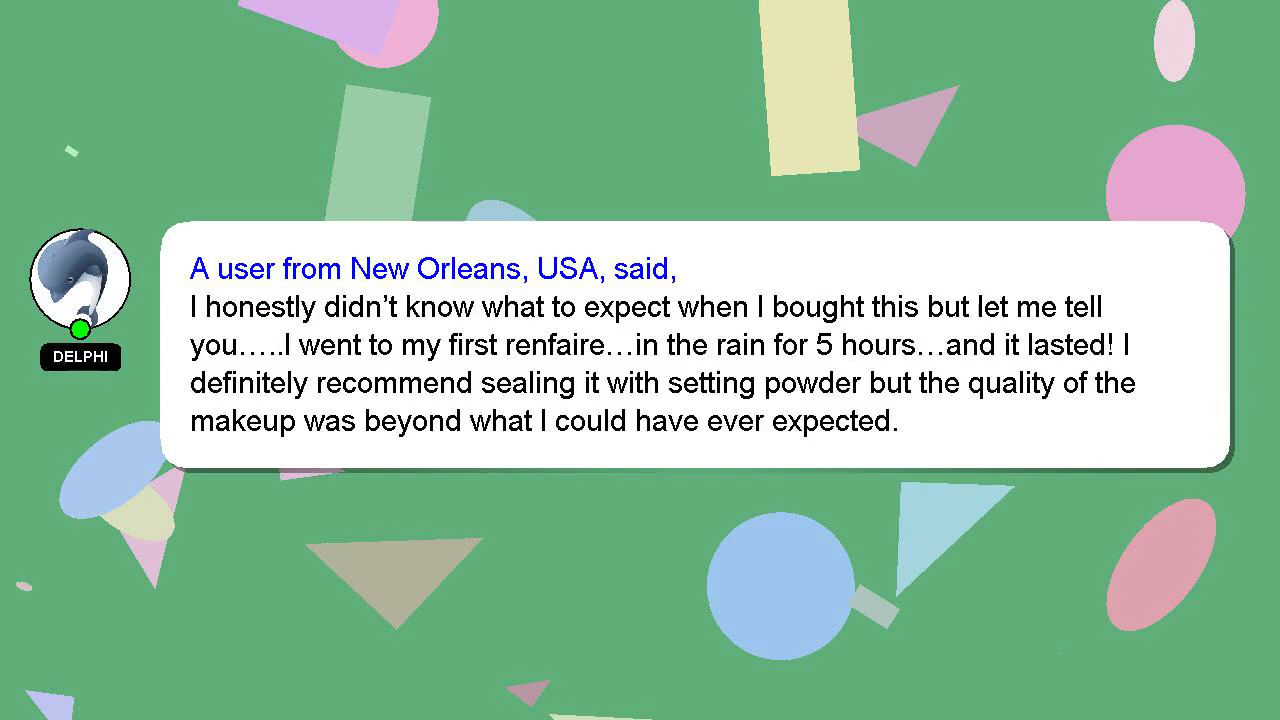 A user from New Orleans, USA, said,
I honestly didn’t know what to expect when I bought this but let me tell
you…..I went to my first renfaire…in the rain for 5 hours…and it lasted! I
definitely recommend sealing it with setting powder but the quality of the
makeup was beyond what I could have ever expected.
DELPHI